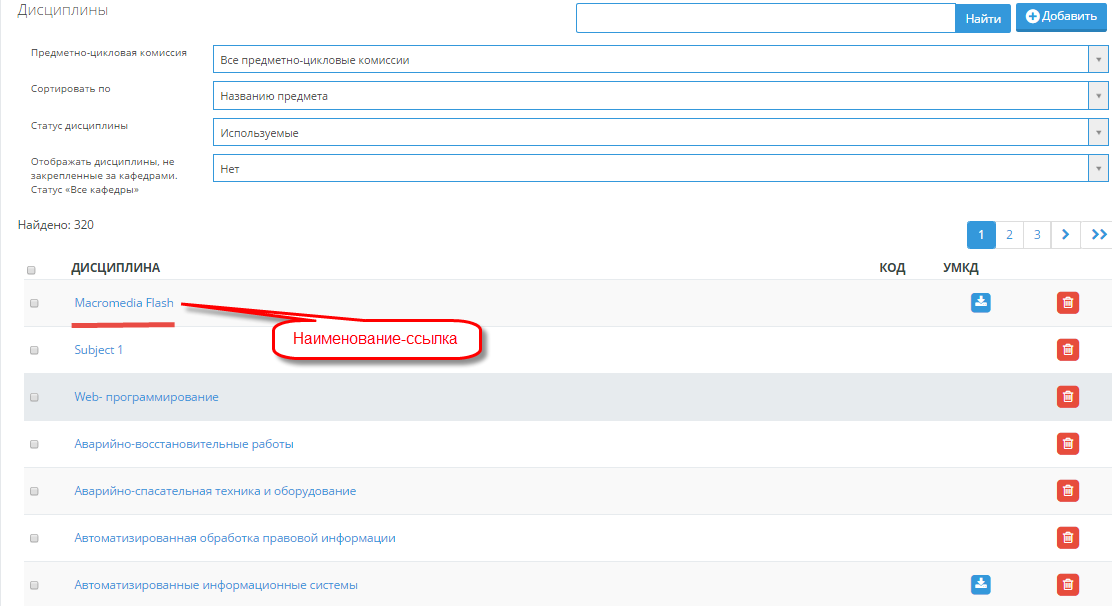 Дисциплины
Найти
Добавить
Предметно-цикловая комиссия
Все предметно-цикловые комиссии
Сортировать по
Названию предмета
Статус дисциплины
Используемые
Отображать дисциплины, не
закрепленные за кафедрами.
Статус «Все кафедры»
Нет
Найдено: 320
1 2 3
ДИСЦИПЛИНА КОД УМКД
Macromedia Flash
Наименование-ссылка
Subject 1
Web- программирование
Аварийно-восстановительные работы
Аварийно-спасательная техника и оборудование
Автоматизированная обработка правовой информации
Автоматизированные информационные системы